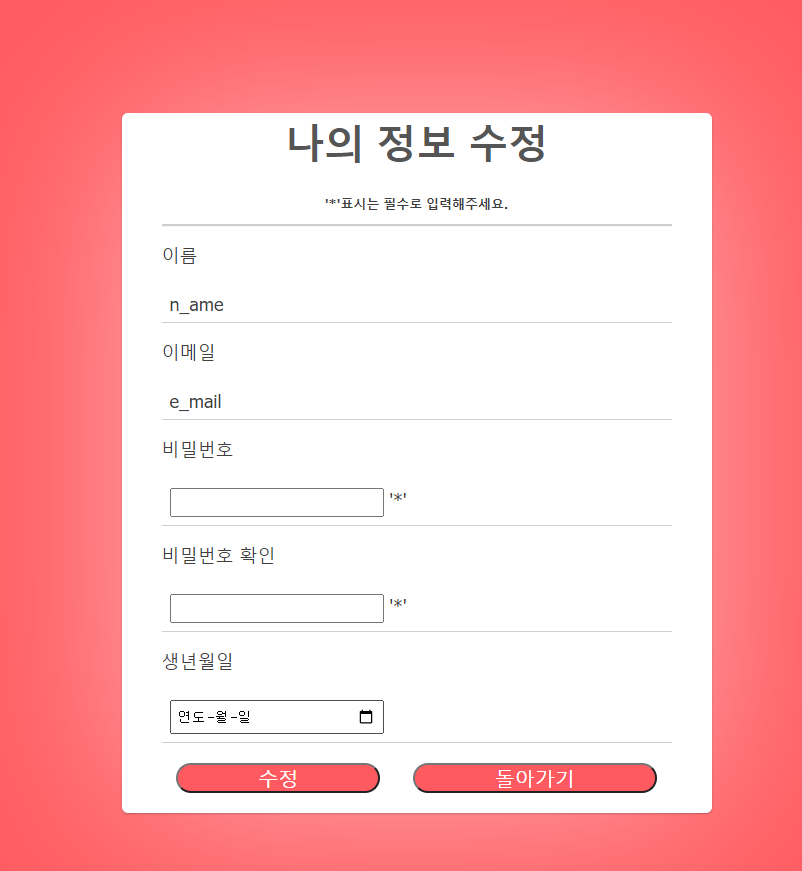 나의 정보 수정
'*'표시는 필수로 입력해주세요.
이름
n_ame
이메일
e_mail
비밀번호
'*'
비밀번호 확인
'*'
생년월일
연도-월-일
수정 돌아가기